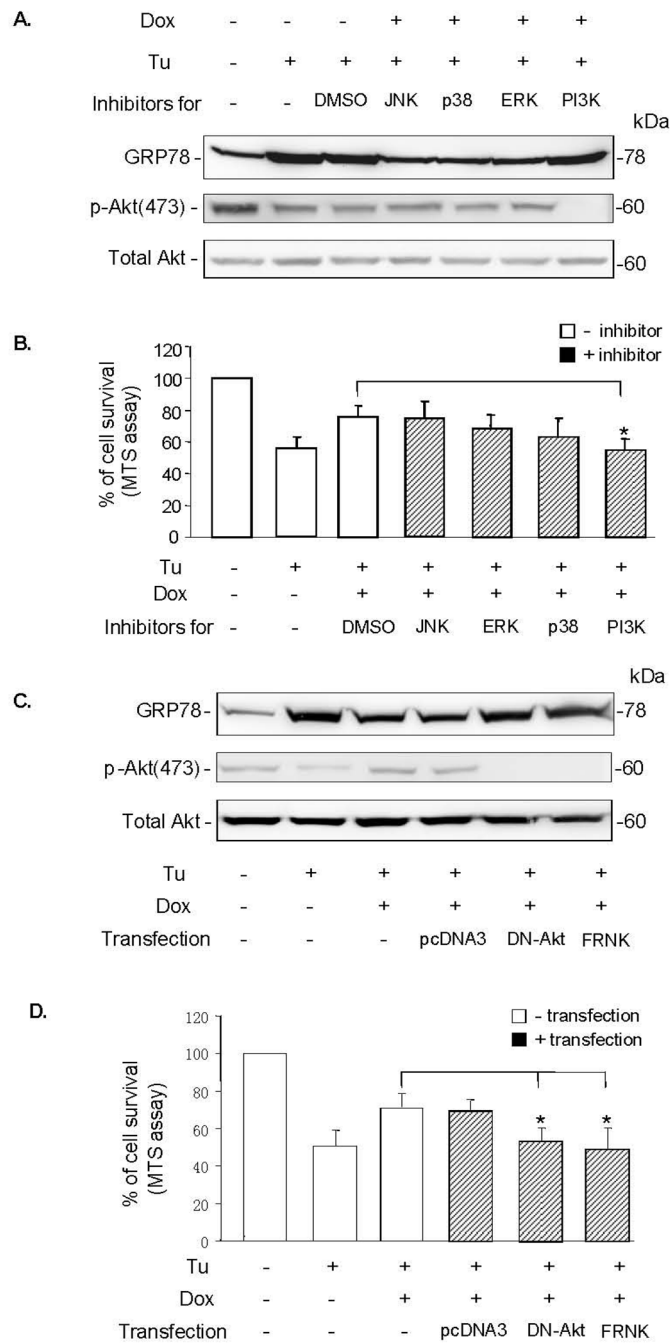 A.
Dox - - - + + + +
Tu - + + + + + +
Inhibitors for - - DMSO JNK p38 ERK PI3K
kDa
GRP78 - -78
p-Akt(473) - -60
Total Akt - -60
B.
- inhibitor
+ inhibitor
% of cell survival
(MTS assay)
120
100
80
60
40
20
0
*
Tu - + + + + + +
Dox - - + + + + +
Inhibitors for - - DMSO JNK ERK p38 PI3K
C.
kDa
GRP78- -78
p-Akt(473) - -60
Total Akt - -60
Tu - + + + + +
Dox - - + + + +
Transfection - - - pcDNA3 DN-Akt FRNK
D.
- transfection
+ transfection
% of cell survival
(MTS assay)
120
100
80
60
40
20
0
* *
Tu - + + + + +
Dox - - + + + +
Transfection - - - pcDNA3 DN-Akt FRNK